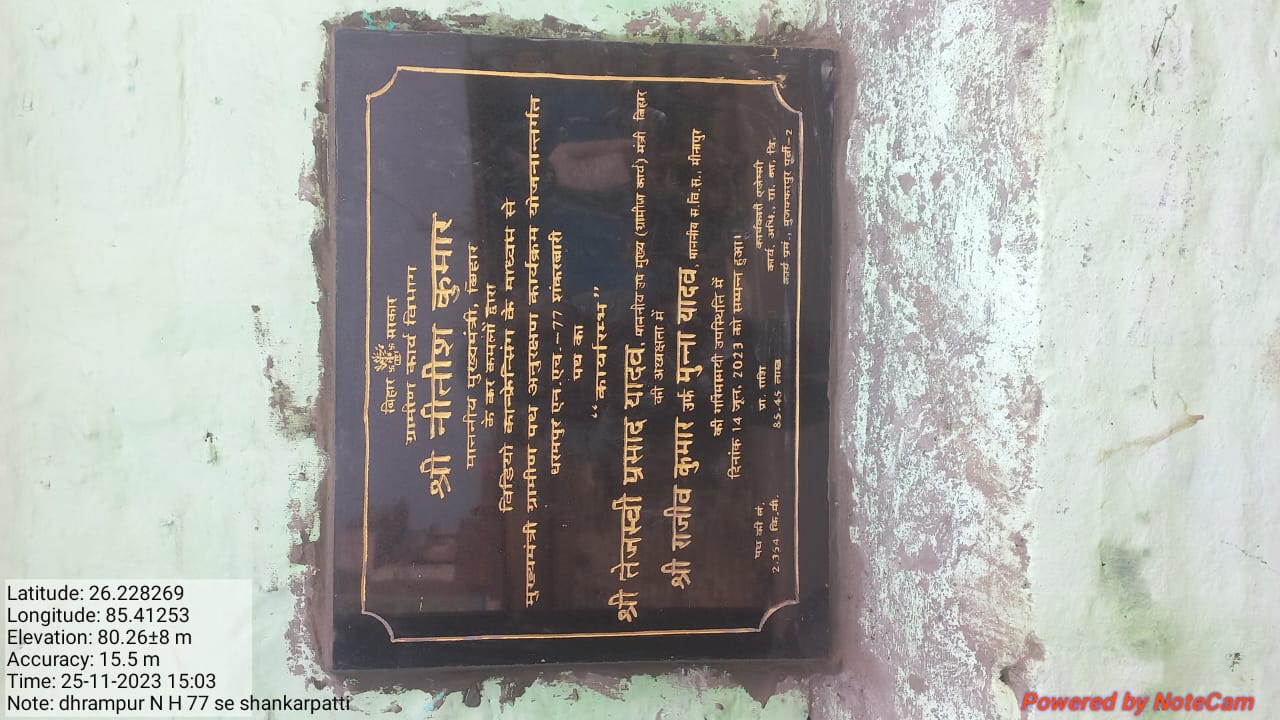 बिहार सरकार
ग्रामीण कार्य विभाग
श्री नीतीश कुमार
माननीय मुख्यमंत्री, बिहार
के कर कमलों द्वारा
विडियो कान्फ्रेन्सिंग के माध्यम से
मुख्यमंत्री ग्रामीण पथ अनुरक्षण कार्यक्रम योजनान्तर्गत
धरमपुर एन.एच.-77 शंकरबारी
पथ का
“कार्यारम्भ”
श्री तेजस्वी प्रसाद यादव, माननीय उप मुख्य (ग्रामीण कार्य) मंत्री बिहार
की अध्यक्षता में
श्री राजीव कुमार उर्फ मुन्ना यादव, माननीय स.वि.स., मीनापुर
की गरिमामयी उपस्थिति में
दिनांक 14 जून, 2023 को सम्पन्न हुआ।
पथ की लं. प्रा. राशि कार्यकारी एजेन्सी
2.354 कि.मी. 85.45 लाख कार्य. अभि., ग्रा. का. वि.
कार्य प्रमं., मुजफ्फरपुर पूर्वी-2
Latitude: 26.228269
Longitude: 85.41253
Elevation: 80.26±8 m
Accuracy: 15.5 m
Time: 25-11-2023 15:03
Note: dhrampur N H 77 se shankarpatti
Powered by NoteCam